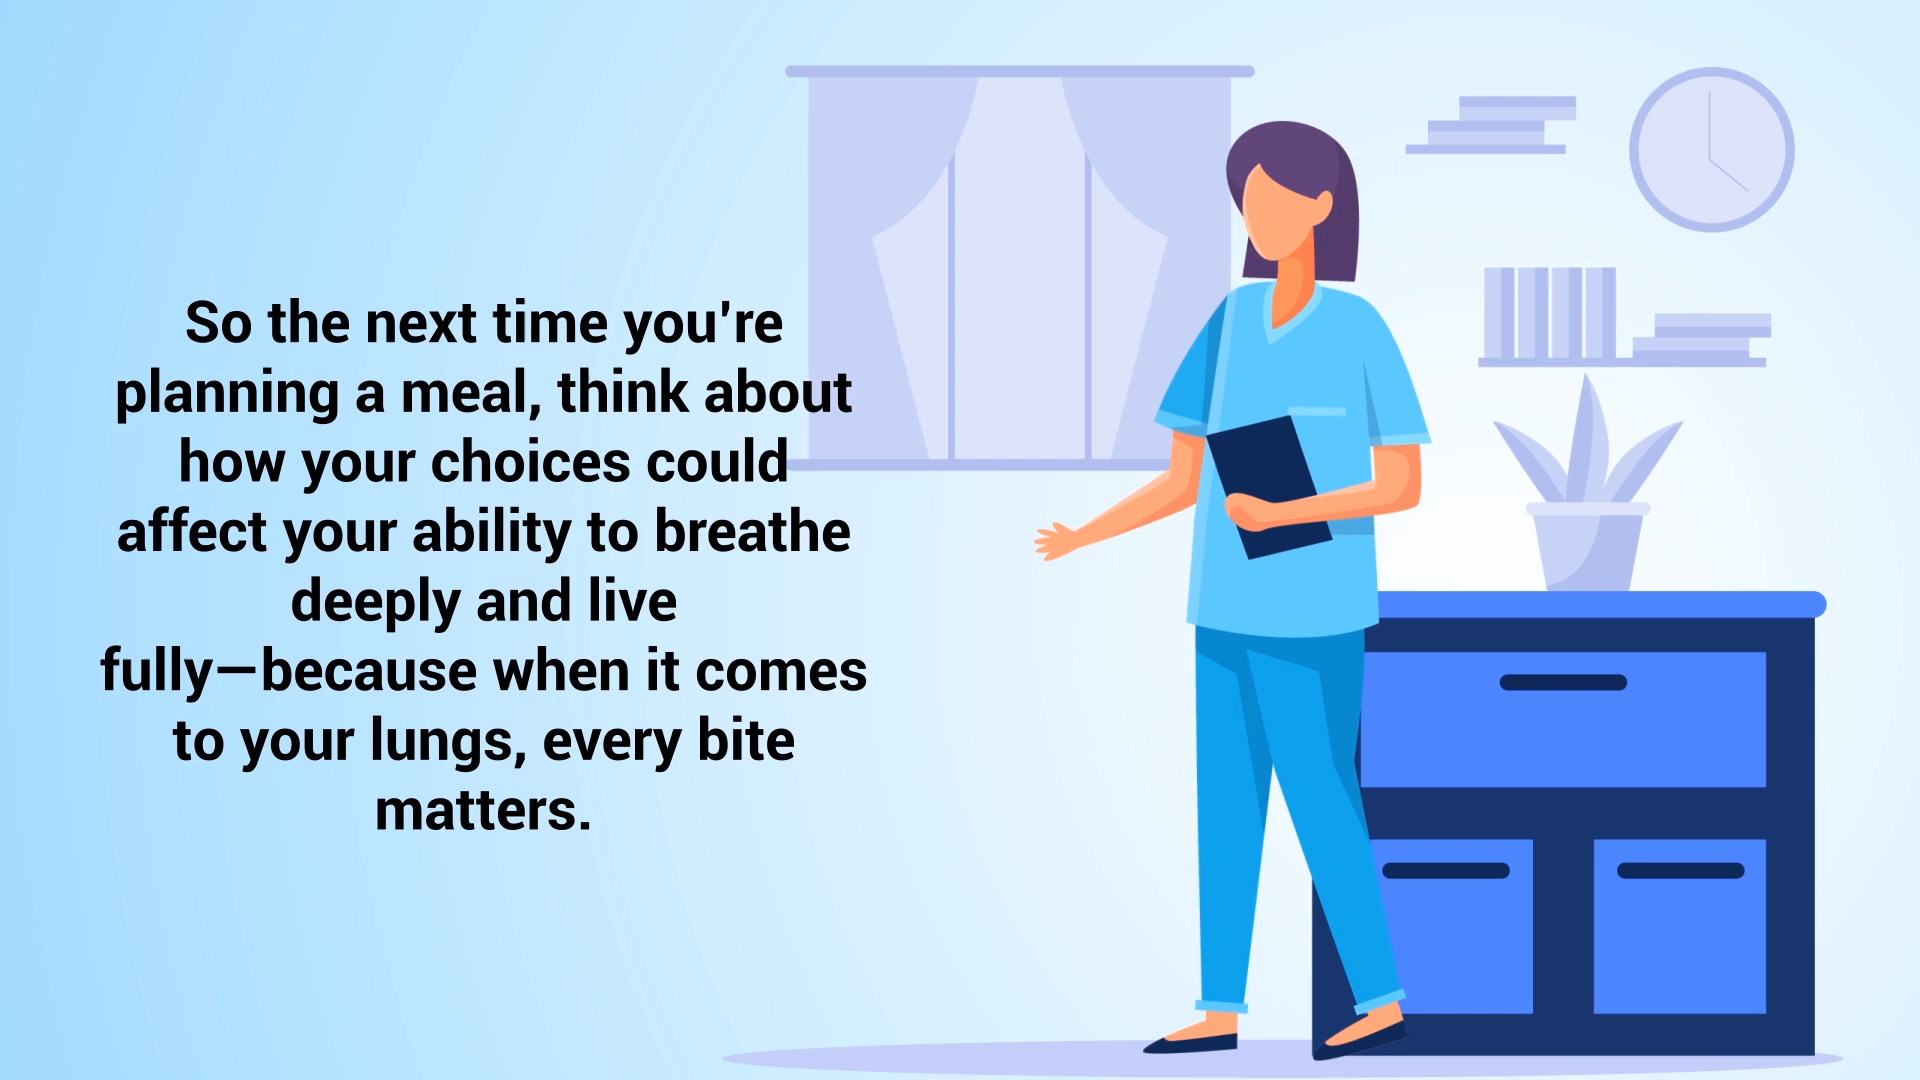 So the next time you're
planning a meal, think about
how your choices could
affect your ability to breathe
deeply and live
fully—because when it comes
to your lungs, every bite
matters.